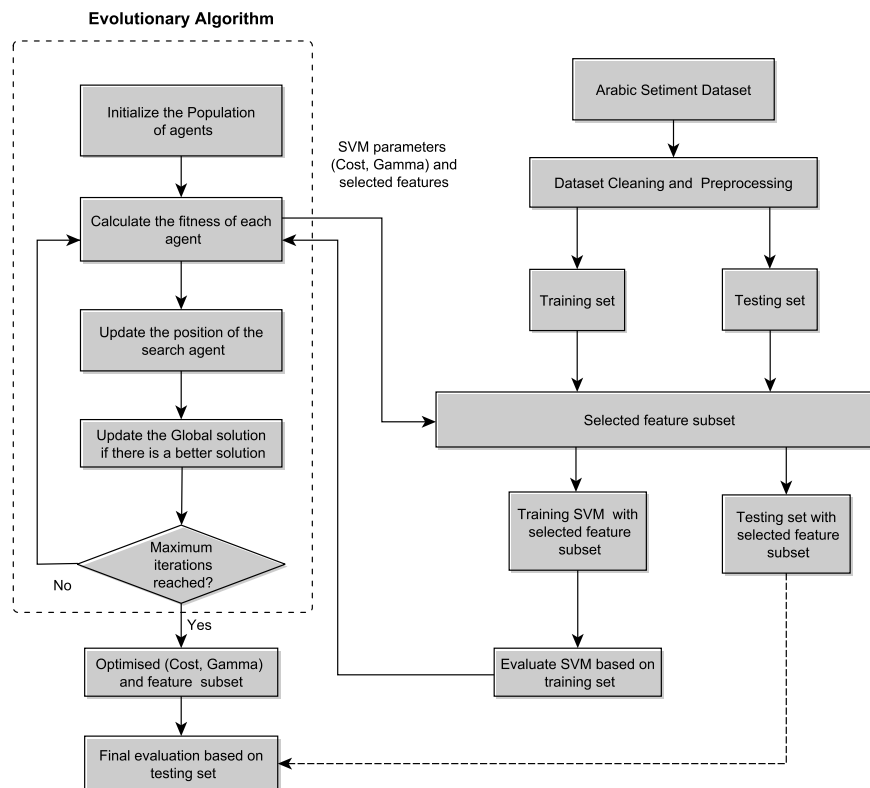 Evolutionary Algorithm
Initialize the Population
of agents
Calculate the fitness of each
agent
Update the position of the
search agent
Update the Global solution
if there is a better solution
Maximum
iterations
reached?
No
Yes
Optimised (Cost, Gamma)
and feature subset
Final evaluation based on
testing set
SVM parameters
(Cost, Gamma) and
selected features
Arabic Setiment Dataset
Dataset Cleaning and Preprocessing
Training set
Testing set
Selected feature subset
Training SVM with
selected feature
subset
Testing set with
selected feature
subset
Evaluate SVM based on
training set